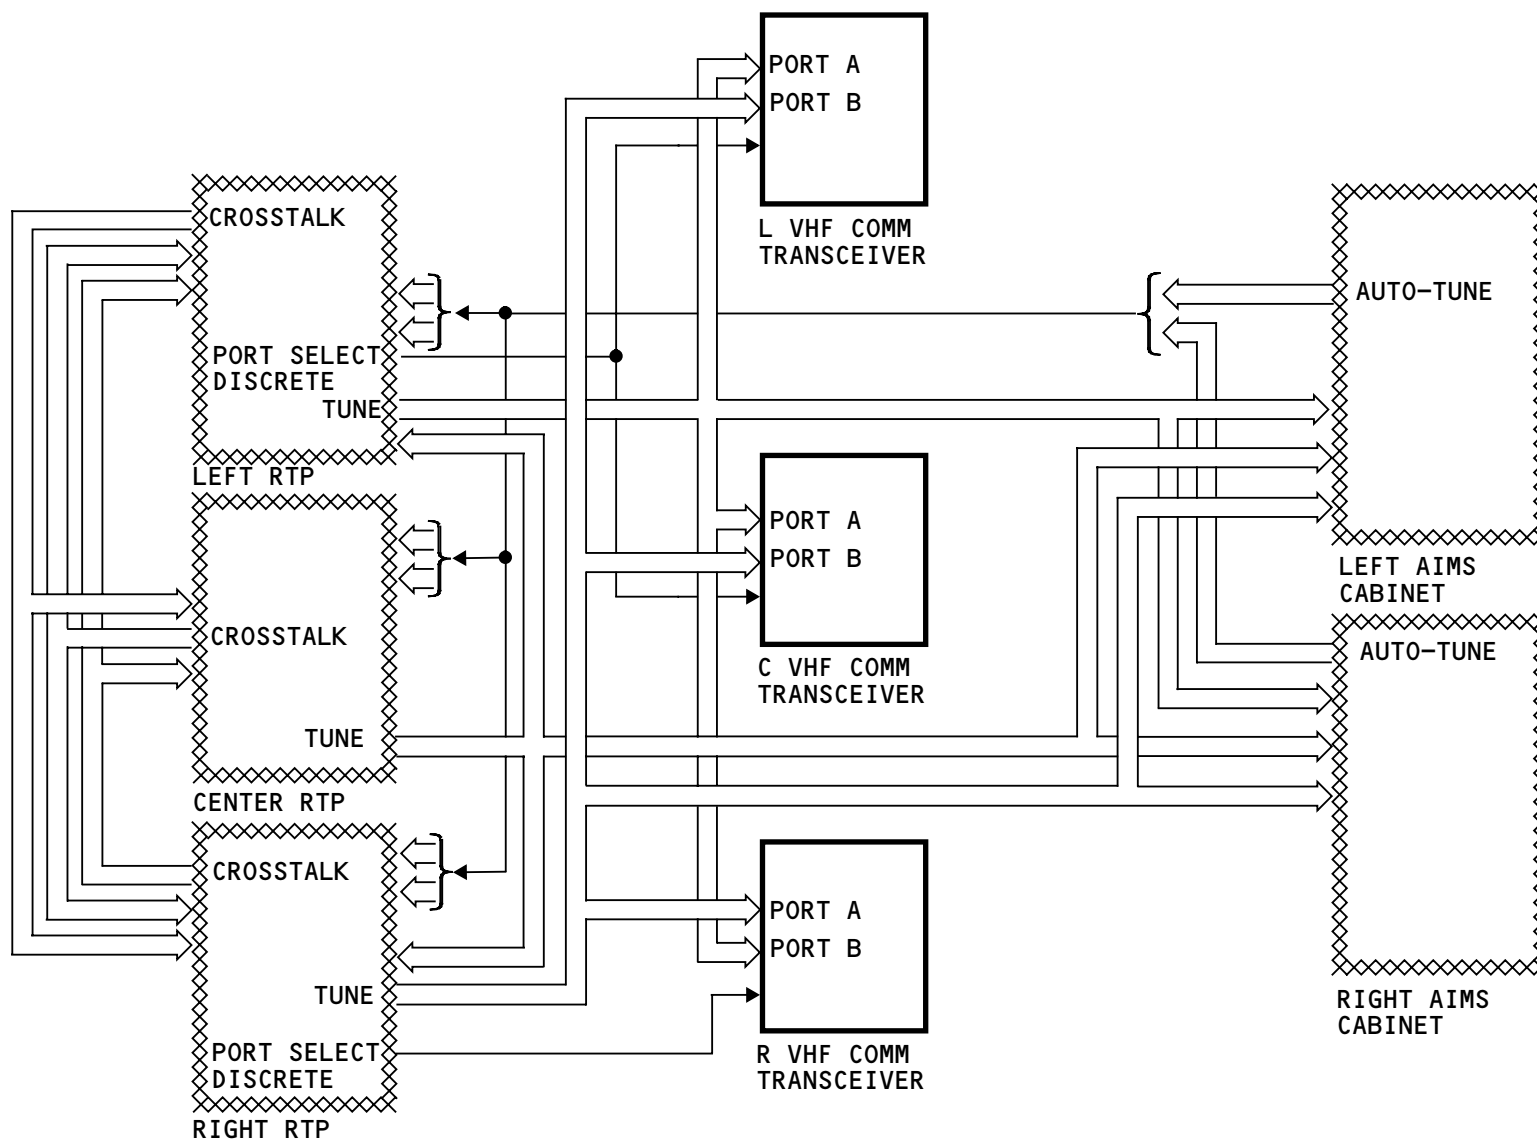 PORT A
PORT B
L VHF COMM
TRANSCEIVER
CROSSTALK
PORT SELECT
DISCRETE
TUNE
LEFT RTP
AUTO-TUNE
LEFT AIMS
CABINET
PORT A
PORT B
C VHF COMM
TRANSCEIVER
CROSSTALK
TUNE
CENTER RTP
AUTO-TUNE
RIGHT AIMS
CABINET
CROSSTALK
TUNE
PORT SELECT
DISCRETE
RIGHT RTP
PORT A
PORT B
R VHF COMM
TRANSCEIVER